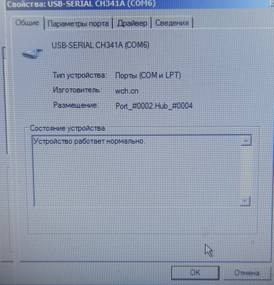 Свойства: USB-SERIAL CH341A (COM6)
Общие Параметры порта Драйвер Сведения
USB-SERIAL CH341A (COM6)
Тип устройства: Порты (COM и LPT)
Изготовитель: wch.cn
Размещение: Port_#0002.Hub_#0004
Состояние устройства
Устройство работает нормально.
OK Отмена